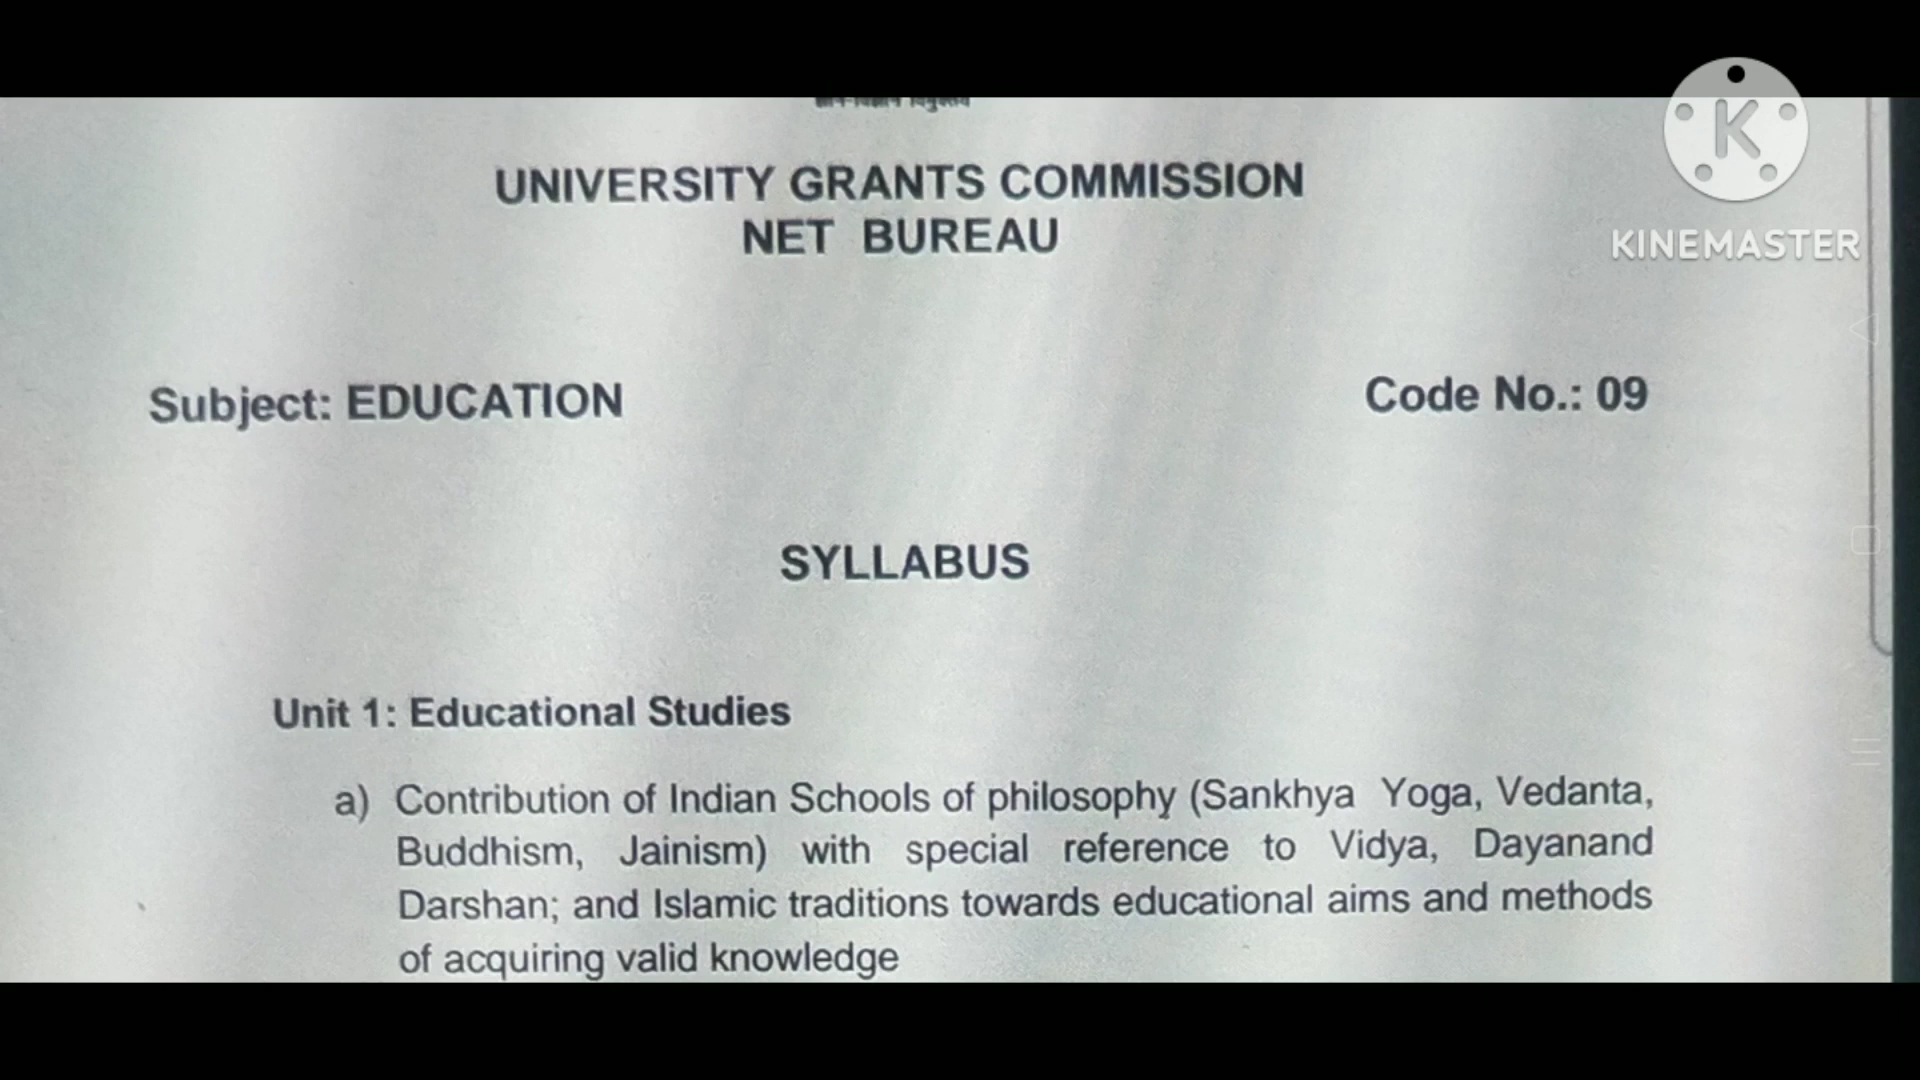 UNIVERSITY GRANTS COMMISSION
NET BUREAU
K
KINEMASTER
Subject: EDUCATION
Code No.: 09
SYLLABUS
Unit 1: Educational Studies
a) Contribution of Indian Schools of philosophy (Sankhya Yoga, Vedanta,
Buddhism, Jainism) with special reference to Vidya, Dayanand
Darshan; and Islamic traditions towards educational aims and methods
of acquiring valid knowledge